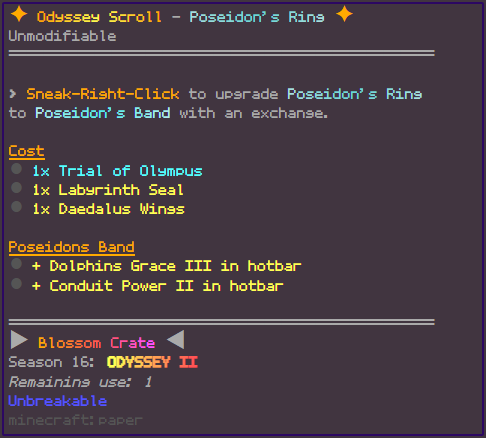 ✦ Odyssey Scroll - Poseidon's Ring ✦
Unmodifiable
> Sneak-Right-Click to upgrade Poseidon's Ring
to Poseidon's Band with an exchange.
Cost
● 1x Trial of Olympus
● 1x Labyrinth Seal
● 1x Daedalus Wings
Poseidons Band
● + Dolphins Grace III in hotbar
● + Conduit Power II in hotbar
▶ Blossom Crate ◀
Season 16: ODYSSEY II
Remaining use: 1
Unbreakable
minecraft:paper